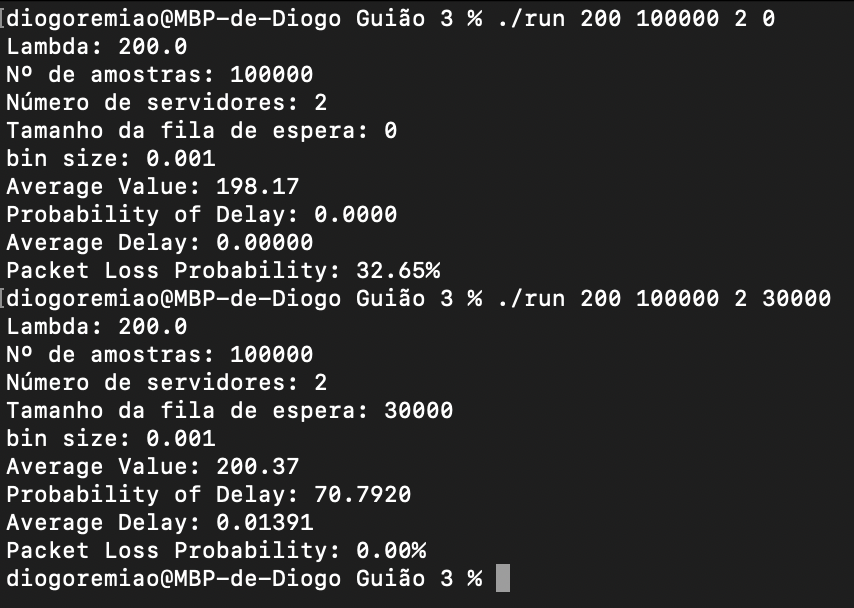 [diogoremiao@MBP-de-Diogo Guião 3 % ./run 200 100000 2 0
Lambda: 200.0
Nº de amostras: 100000
Número de servidores: 2
Tamanho da fila de espera: 0
bin size: 0.001
Average Value: 198.17
Probability of Delay: 0.0000
Average Delay: 0.00000
Packet Loss Probability: 32.65%
[diogoremiao@MBP-de-Diogo Guião 3 % ./run 200 100000 2 30000
Lambda: 200.0
Nº de amostras: 100000
Número de servidores: 2
Tamanho da fila de espera: 30000
bin size: 0.001
Average Value: 200.37
Probability of Delay: 70.7920
Average Delay: 0.01391
Packet Loss Probability: 0.00%
diogoremiao@MBP-de-Diogo Guião 3 %